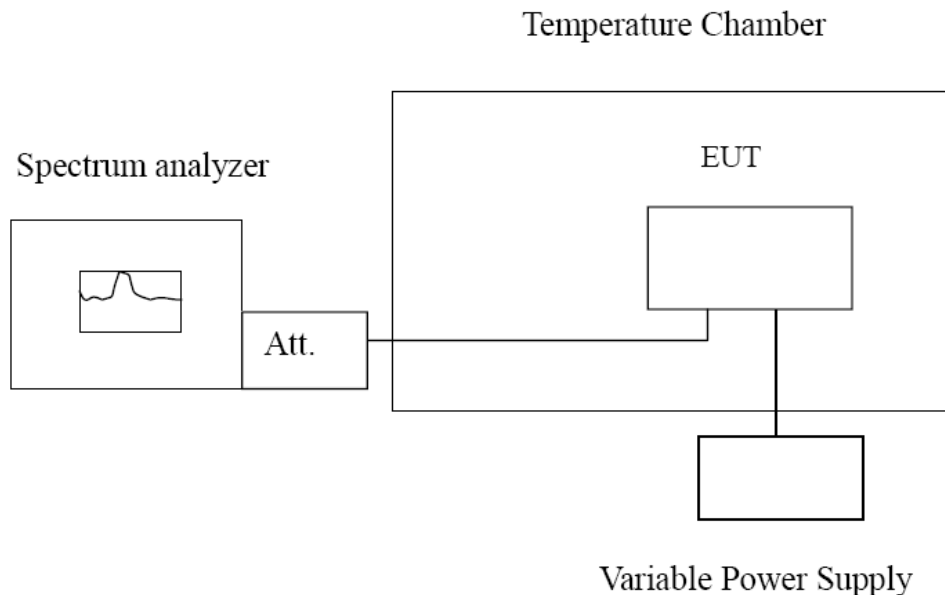 Temperature Chamber
Spectrum analyzer
EUT
Att.
Variable Power Supply